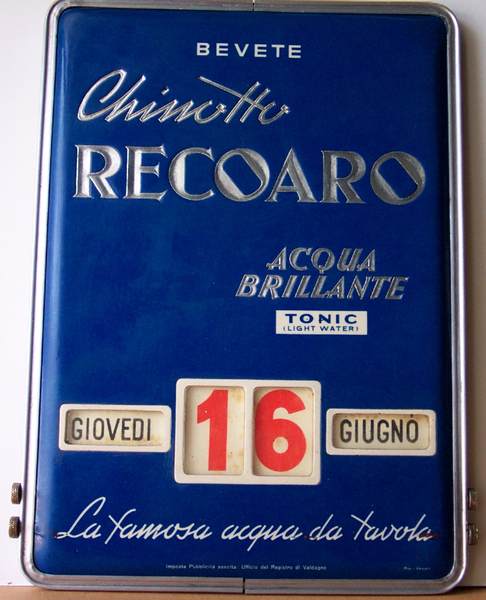 BEVETE
Chinotto
RECOARO
ACQUA
BRILLANTE
TONIC
(LIGHT WATER)
GIOVEDI 16 GIUGNO
La famosa acqua da tavola
Imposta Pubblicità assolta: Ufficio del Registro di Valdagno